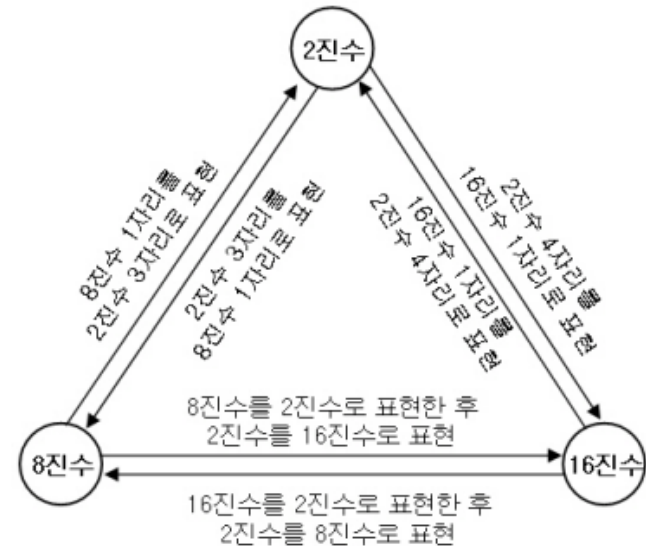 2진수
8진수 1자리를
2진수 3자리로 표현
2진수 3자리를
8진수 1자리로 표현
16진수 1자리를
2진수 4자리로 표현
2진수 4자리를
16진수 1자리로 표현
8진수를 2진수로 표현한 후
2진수를 16진수로 표현
8진수
16진수
16진수를 2진수로 표현한 후
2진수를 8진수로 표현